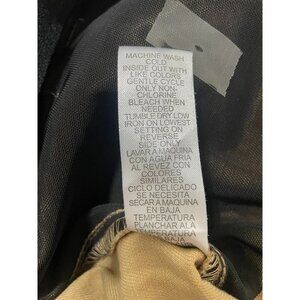 MACHINE WASH
COLD
INSIDE OUT WITH
LIKE COLORS
GENTLE CYCLE
ONLY NON-
CHLORINE
BLEACH WHEN
NEEDED
TUMBLE DRY LOW
IRON ON LOWEST
SETTING ON
REVERSE
SIDE ONLY
LAVAR A MAQUINA
CON AGUA FRIA
AL REVEZ CON
COLORES
SIMILARES
CICLO DELICADO
SE NECESITA
SECAR A MAQUINA
EN BAJA
TEMPERATURA
PLANCHAR ALA
TEMPERATURA
BAJA